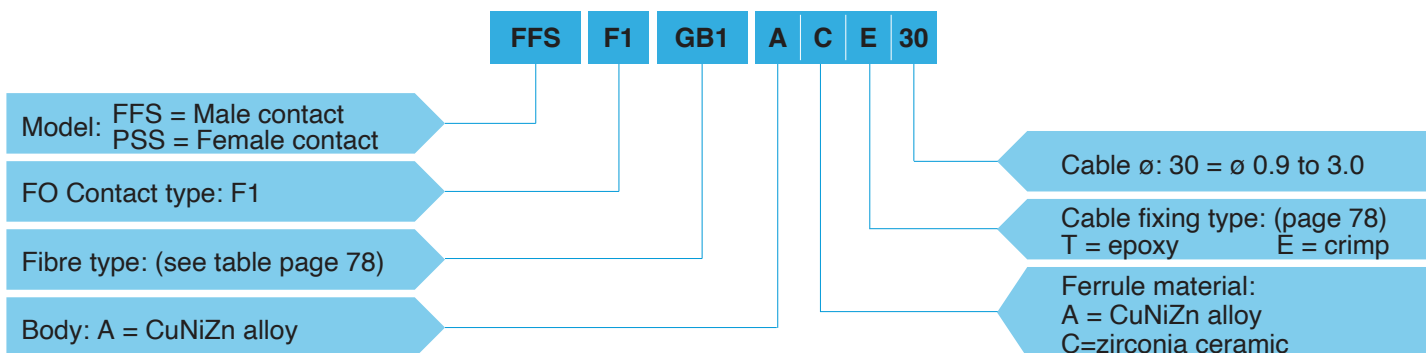 FFS F1 GB1 A C E 30
Model: FFS = Male contact
PSS = Female contact
FO Contact type: F1
Fibre type: (see table page 78)
Body: A = CuNiZn alloy
Cable ø: 30 = ø 0.9 to 3.0
Cable fixing type: (page 78)
T = epoxy E = crimp
Ferrule material:
A = CuNiZn alloy
C=zirconia ceramic